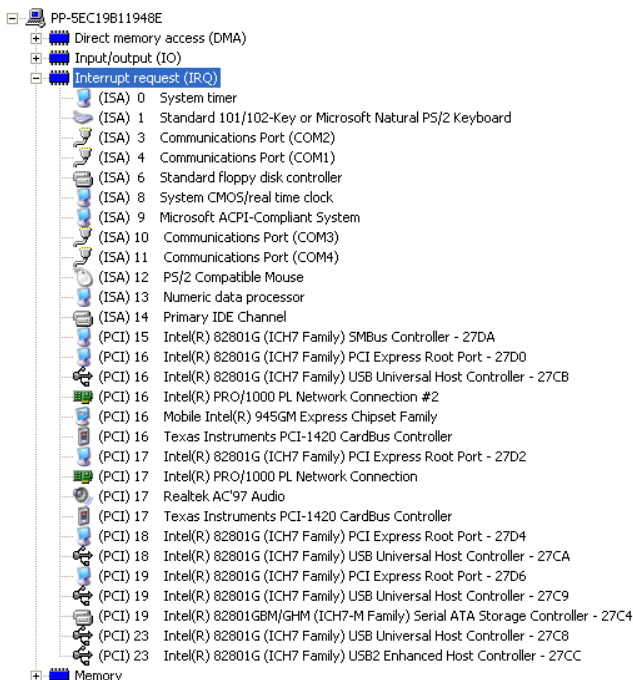 PP-5EC19B11948E
Direct memory access (DMA)
Input/output (IO)
Interrupt request (IRQ)
(ISA) 0 System timer
(ISA) 1 Standard 101/102-Key or Microsoft Natural PS/2 Keyboard
(ISA) 3 Communications Port (COM2)
(ISA) 4 Communications Port (COM1)
(ISA) 6 Standard floppy disk controller
(ISA) 8 System CMOS/real time clock
(ISA) 9 Microsoft ACPI-Compliant System
(ISA) 10 Communications Port (COM3)
(ISA) 11 Communications Port (COM4)
(ISA) 12 PS/2 Compatible Mouse
(ISA) 13 Numeric data processor
(ISA) 14 Primary IDE Channel
(PCI) 15 Intel(R) 82801G (ICH7 Family) SMBus Controller - 27DA
(PCI) 16 Intel(R) 82801G (ICH7 Family) PCI Express Root Port - 27D0
(PCI) 16 Intel(R) 82801G (ICH7 Family) USB Universal Host Controller - 27CB
(PCI) 16 Intel(R) PRO/1000 PL Network Connection #2
(PCI) 16 Mobile Intel(R) 945GM Express Chipset Family
(PCI) 16 Texas Instruments PCI-1420 CardBus Controller
(PCI) 17 Intel(R) 82801G (ICH7 Family) PCI Express Root Port - 27D2
(PCI) 17 Intel(R) PRO/1000 PL Network Connection
(PCI) 17 Realtek AC'97 Audio
(PCI) 17 Texas Instruments PCI-1420 CardBus Controller
(PCI) 18 Intel(R) 82801G (ICH7 Family) PCI Express Root Port - 27D4
(PCI) 18 Intel(R) 82801G (ICH7 Family) USB Universal Host Controller - 27CA
(PCI) 19 Intel(R) 82801G (ICH7 Family) PCI Express Root Port - 27D6
(PCI) 19 Intel(R) 82801G (ICH7 Family) USB Universal Host Controller - 27C9
(PCI) 19 Intel(R) 82801GBM/GHM (ICH7-M Family) Serial ATA Storage Controller - 27C4
(PCI) 23 Intel(R) 82801G (ICH7 Family) USB Universal Host Controller - 27C8
(PCI) 23 Intel(R) 82801G (ICH7 Family) USB2 Enhanced Host Controller - 27CC
Memory